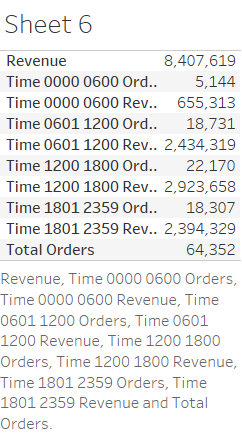 Sheet 6
Revenue 8,407,619
Time 0000 0600 Ord.. 5,144
Time 0000 0600 Rev.. 655,313
Time 0601 1200 Ord.. 18,731
Time 0601 1200 Rev.. 2,434,319
Time 1200 1800 Ord.. 22,170
Time 1200 1800 Rev.. 2,923,658
Time 1801 2359 Ord.. 18,307
Time 1801 2359 Rev.. 2,394,329
Total Orders 64,352
Revenue, Time 0000 0600 Orders,
Time 0000 0600 Revenue, Time
0601 1200 Orders, Time 0601
1200 Revenue, Time 1200 1800
Orders, Time 1200 1800 Revenue,
Time 1801 2359 Orders, Time
1801 2359 Revenue and Total
Orders.